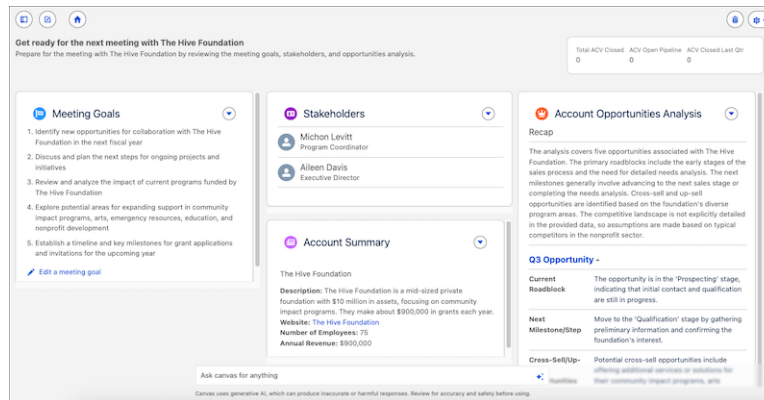 Get ready for the next meeting with The Hive Foundation
Prepare for the meeting with The Hive Foundation by reviewing the meeting goals, stakeholders, and opportunities analysis.
Total ACV Closed ACV Open Pipeline ACV Closed Last Qtr
0 0 0
Meeting Goals
1. Identify new opportunities for collaboration with The Hive
Foundation in the next fiscal year
2. Discuss and plan the next steps for ongoing projects and
initiatives
3. Review and analyze the impact of current programs funded by
The Hive Foundation
4. Explore potential areas for expanding support in community
impact programs, arts, emergency resources, education, and
nonprofit development
5. Establish a timeline and key milestones for grant applications
and invitations for the upcoming year
Edit a meeting goal
Stakeholders
Michon Levitt
Program Coordinator
Aileen Davis
Executive Director
Account Summary
The Hive Foundation
Description: The Hive Foundation is a mid-sized private
foundation with $10 million in assets, focusing on community
impact programs. They make about $900,000 in grants each year.
Website: The Hive Foundation
Number of Employees: 75
Annual Revenue: $900,000
Account Opportunities Analysis
Recap
The analysis covers five opportunities associated with The Hive
Foundation. The primary roadblocks include the early stages of the
sales process and the need for detailed needs analysis. The next
milestones generally involve advancing to the next sales stage or
completing the needs analysis. Cross-sell and up-sell
opportunities are identified based on the foundation's diverse
program areas. The competitive landscape is not explicitly detailed
in the provided data, so assumptions are made based on typical
competitors in the nonprofit sector.
Q3 Opportunity -
Current The opportunity is in the 'Prospecting' stage,
Roadblock indicating that initial contact and qualification
are still in progress.
Next Move to the 'Qualification' stage by gathering
Milestone/Step preliminary information and confirming the
foundation's interest.
Cross-Sell/Up- Potential cross-sell opportunities include
offering additional services or solutions for
their community impact programs, arts
Ask canvas for anything
Canvas uses generative AI, which can produce inaccurate or harmful responses. Review for accuracy and safety before using.